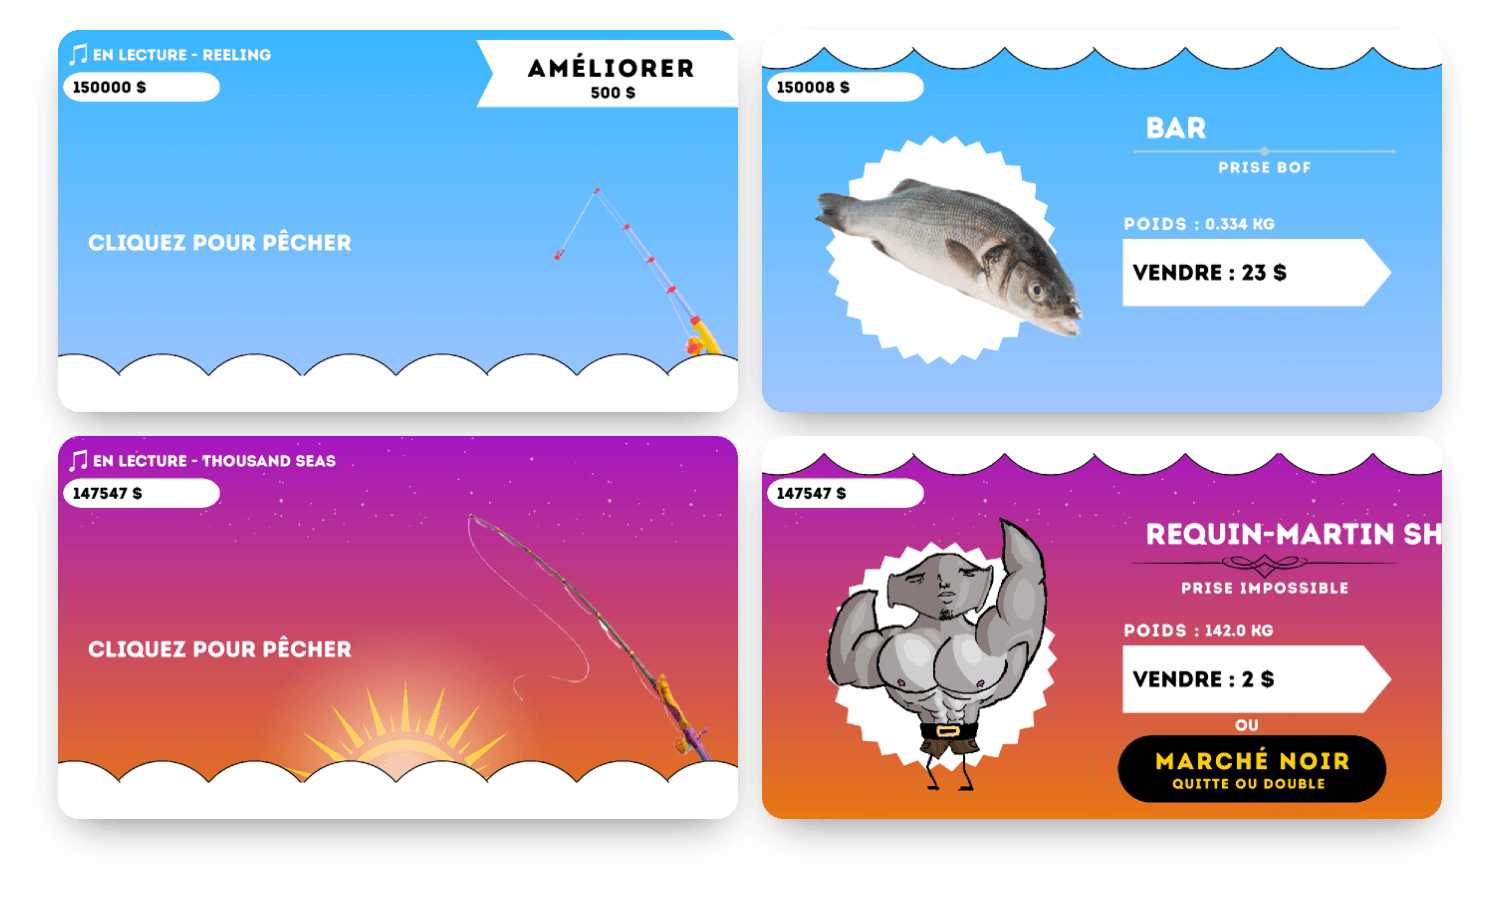 EN LECTURE - REELING
150000 $
AMÉLIORER
500 $
CLIQUEZ POUR PÊCHER
150008 $
BAR
PRISE BOF
POIDS : 0.334 KG
VENDRE : 23 $
EN LECTURE - THOUSAND SEAS
147547 $
CLIQUEZ POUR PÊCHER
147547 $
REQUIN-MARTIN SH
PRISE IMPOSSIBLE
POIDS : 142.0 KG
VENDRE : 2 $
OU
MARCHÉ NOIR
QUITTE OU DOUBLE